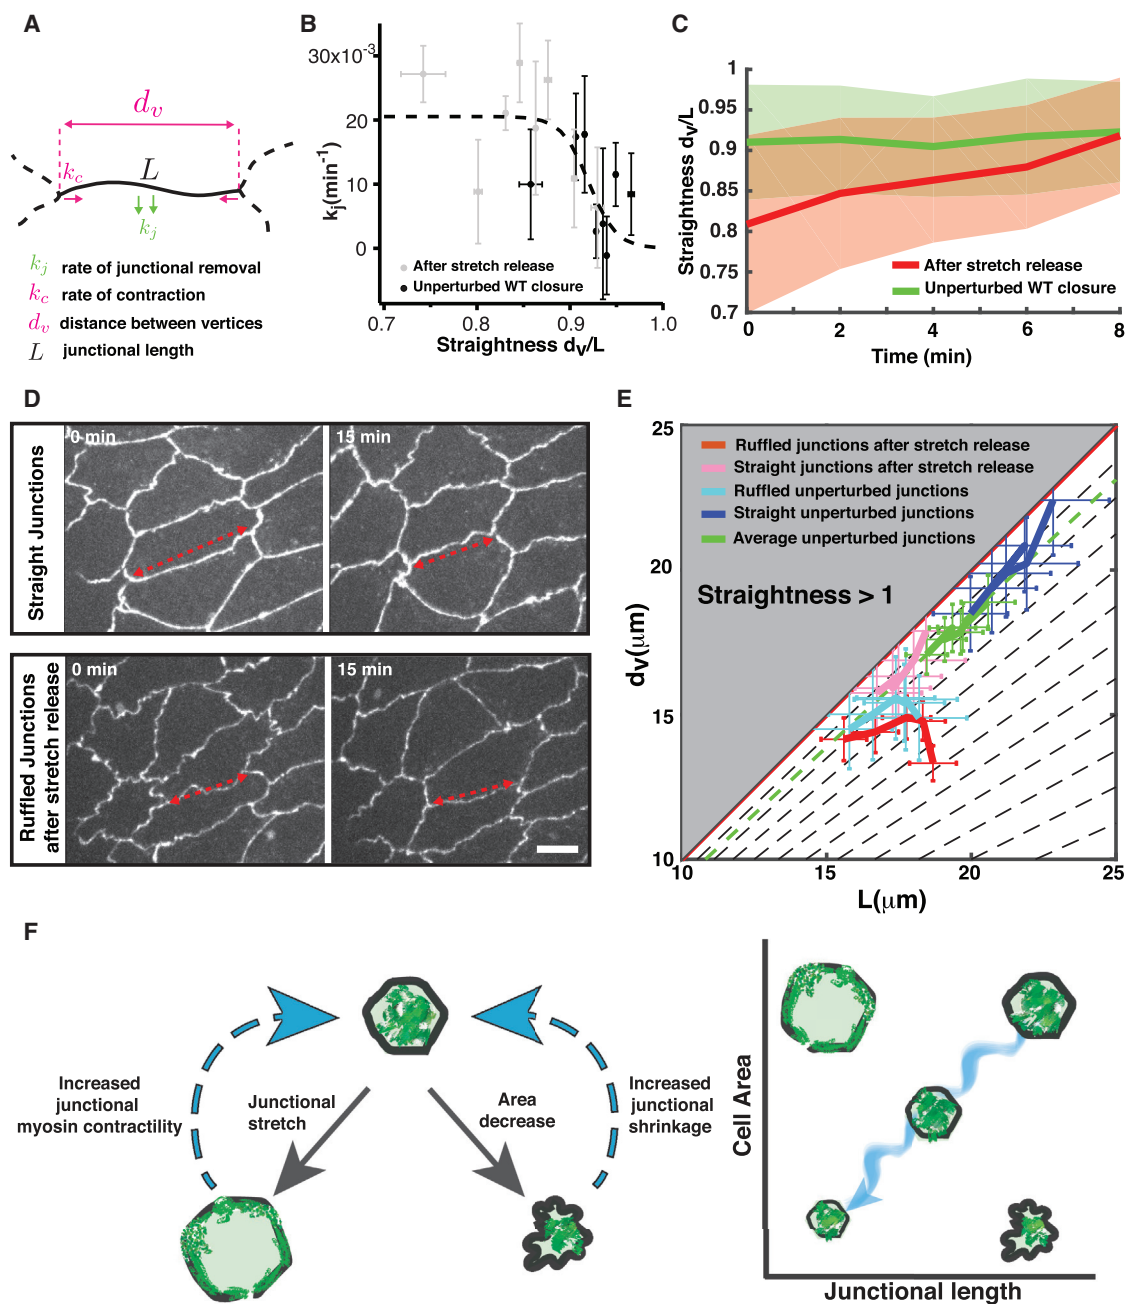 A
d_v
k_c
L
k_j
k_j rate of junctional removal
k_c rate of contraction
d_v distance between vertices
L junctional length
B
30x10⁻³
20
10
0
k_j(min⁻¹)
After stretch release
Unperturbed WT closure
0.7 0.8 0.9 1.0
Straightness d_V/L
C
1
0.95
0.9
0.85
0.8
0.75
0.7
Straightness d_V/L
After stretch release
Unperturbed WT closure
0 2 4 6 8
Time (min)
D
Straight Junctions
0 min
15 min
Ruffled Junctions
after stretch release
0 min
15 min
E
25
20
15
10
d_v(μm)
Ruffled junctions after stretch release
Straight junctions after stretch release
Ruffled unperturbed junctions
Straight unperturbed junctions
Average unperturbed junctions
Straightness > 1
10 15 20 25
L(μm)
F
Increased
junctional
myosin contractility
Junctional
stretch
Area
decrease
Increased
junctional
shrinkage
Cell Area
Junctional length